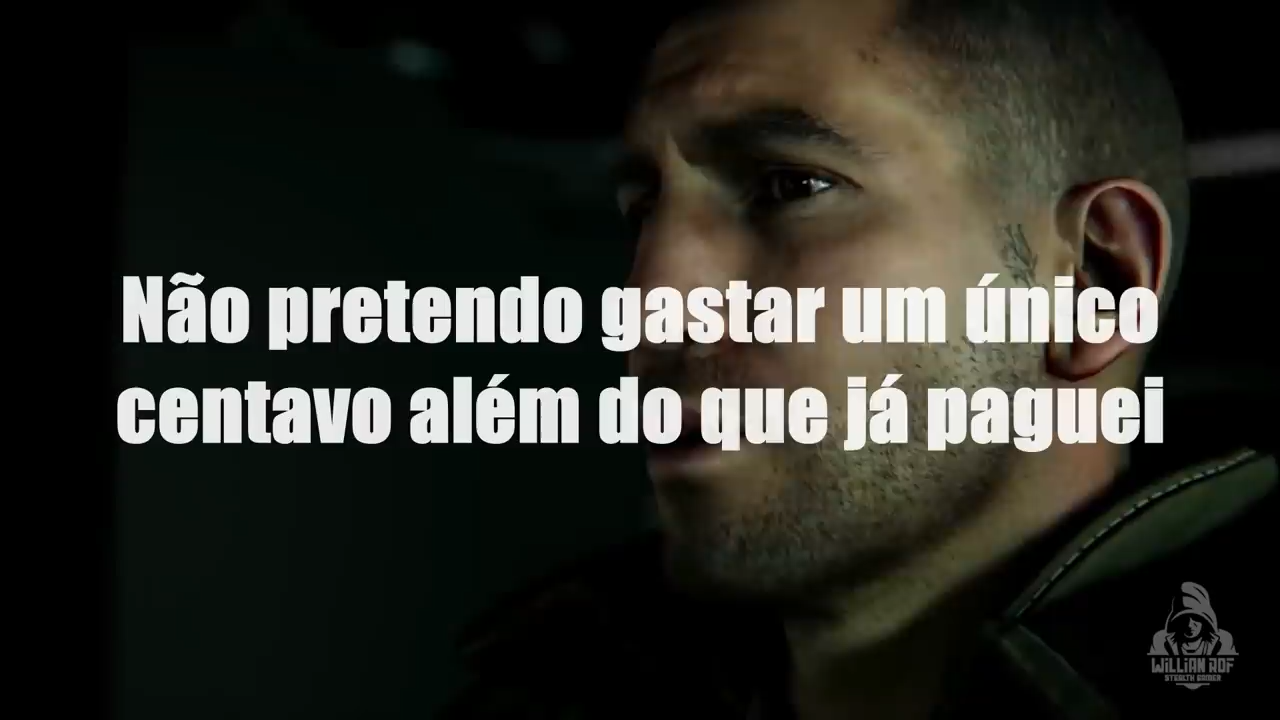 Não pretendo gastar um único
centavo além do que já paguei
WILLIAN ROF
STEALTH GAMER